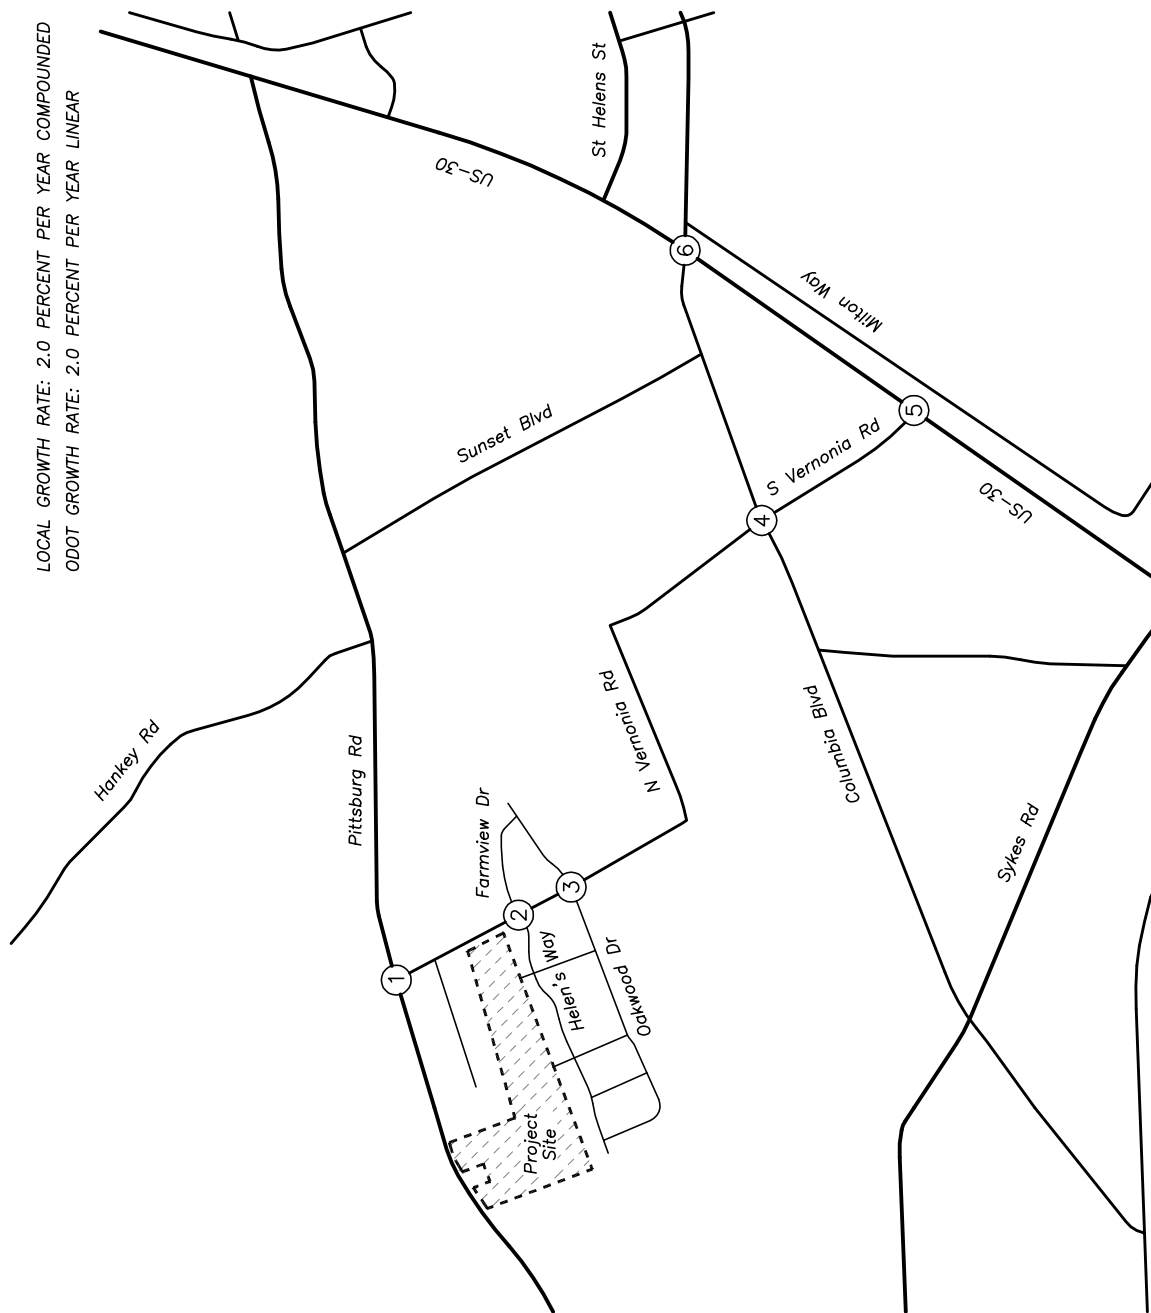 LOCAL GROWTH RATE: 2.0 PERCENT PER YEAR COMPOUNDED
ODOT GROWTH RATE: 2.0 PERCENT PER YEAR LINEAR
Hankey Rd
Pittsburg Rd
Sunset Blvd
US-30
St Helens St
6
Milton Way
5
S Vernonia Rd
US-30
4
N Vernonia Rd
Columbia Blvd
Sykes Rd
Farmview Dr
3
2
1
Helen's Way
Oakwood Dr
Project
Site